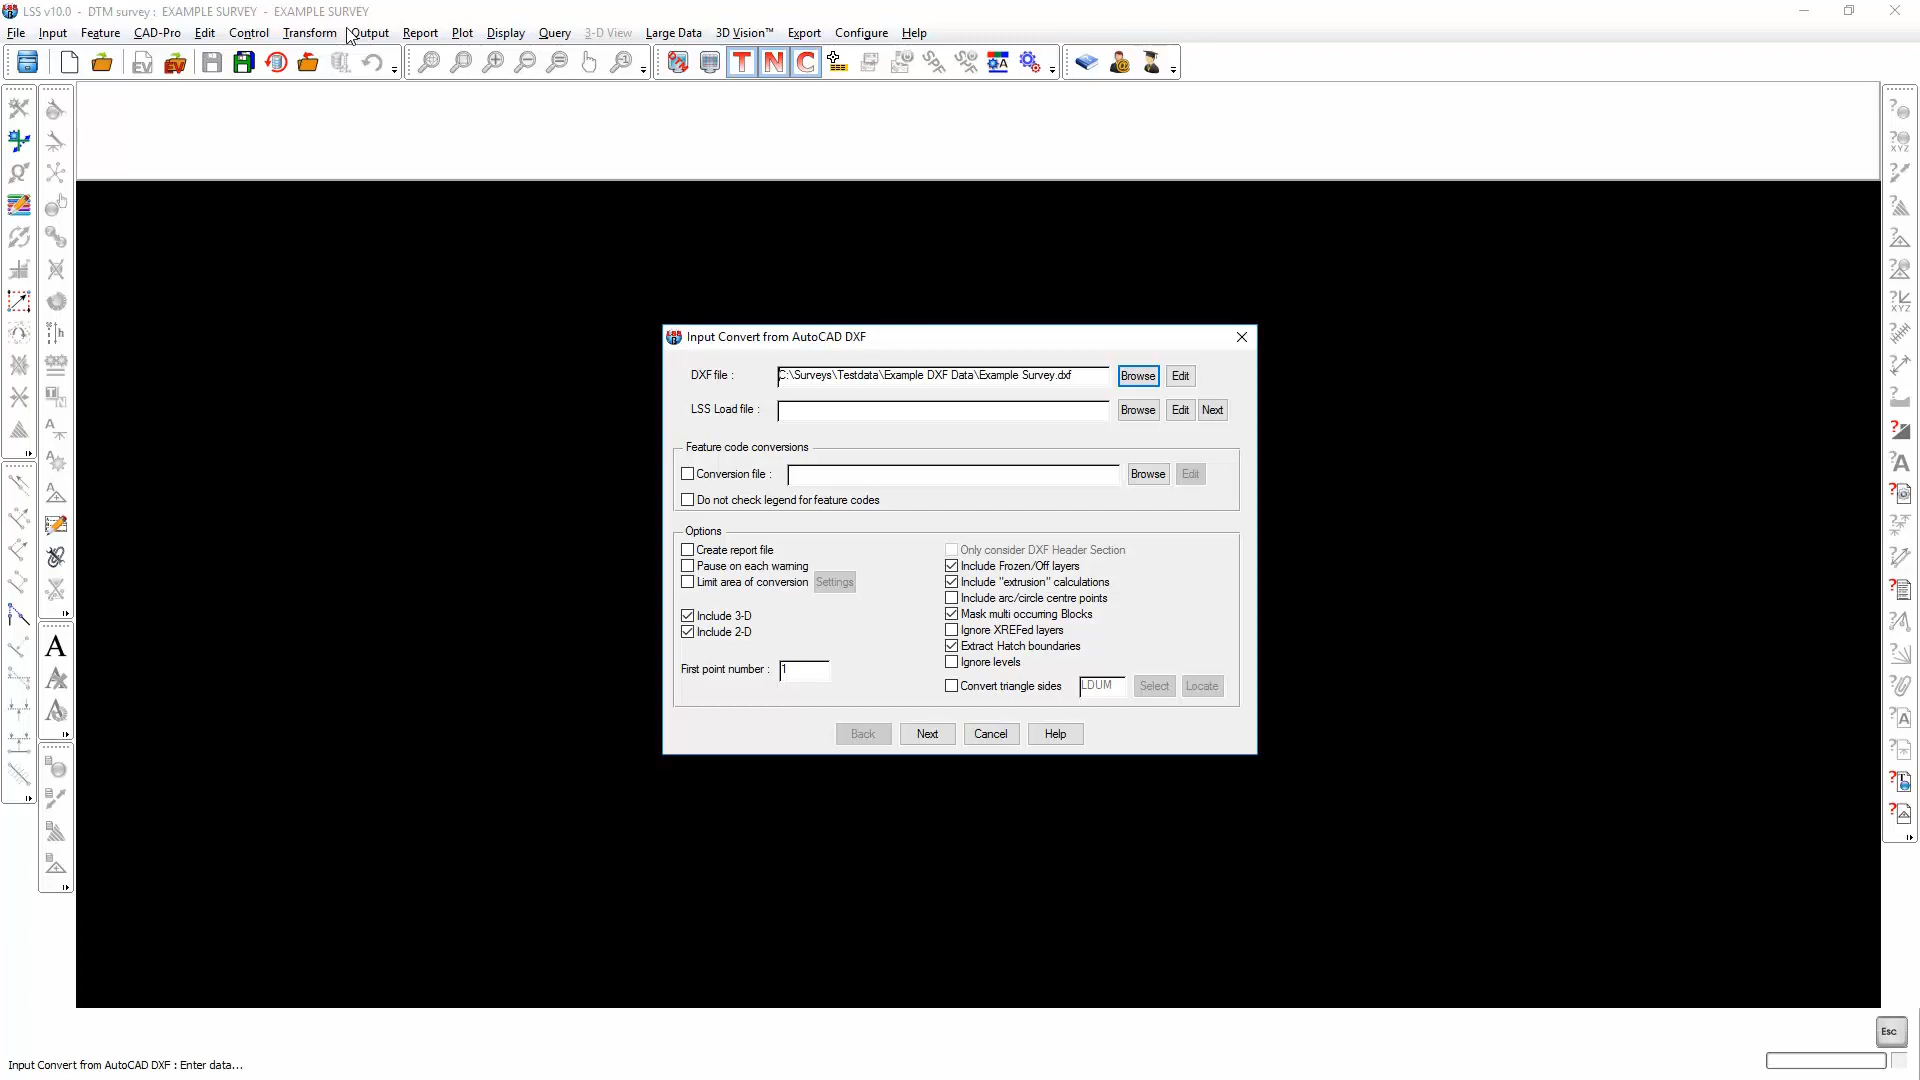 LSS v10.0 - DTM survey : EXAMPLE SURVEY - EXAMPLE SURVEY
File Input Feature CAD-Pro Edit Control Transform Output Report Plot Display Query 3-D View Large Data 3D Vision™ Export Configure Help
Input Convert from AutoCAD DXF
DXF file : C:\Surveys\Testdata\Example DXF Data\Example Survey.dxf Browse Edit
LSS Load file : Browse Edit Next
Feature code conversions
Conversion file : Browse Edit
Do not check legend for feature codes
Options
Create report file
Pause on each warning
Limit area of conversion Settings
Include 3-D
Include 2-D
First point number : 1
Only consider DXF Header Section
Include Frozen/Off layers
Include "extrusion" calculations
Include arc/circle centre points
Mask multi occurring Blocks
Ignore XREFed layers
Extract Hatch boundaries
Ignore levels
Convert triangle sides LDUM Select Locate
Back Next Cancel Help
Esc
Input Convert from AutoCAD DXF : Enter data...